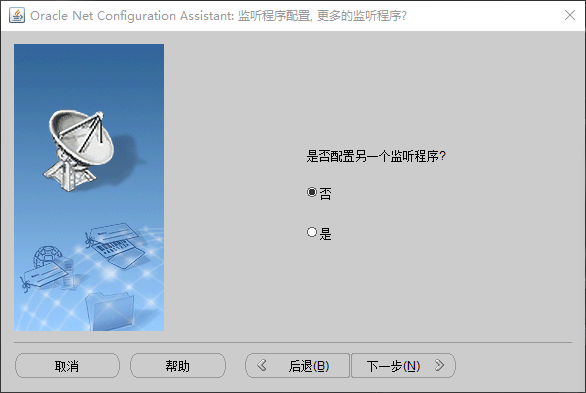 Oracle Net Configuration Assistant: 监听程序配置, 更多的监听程序?
是否配置另一个监听程序?
否
是
取消
帮助
后退(B)
下一步(N)